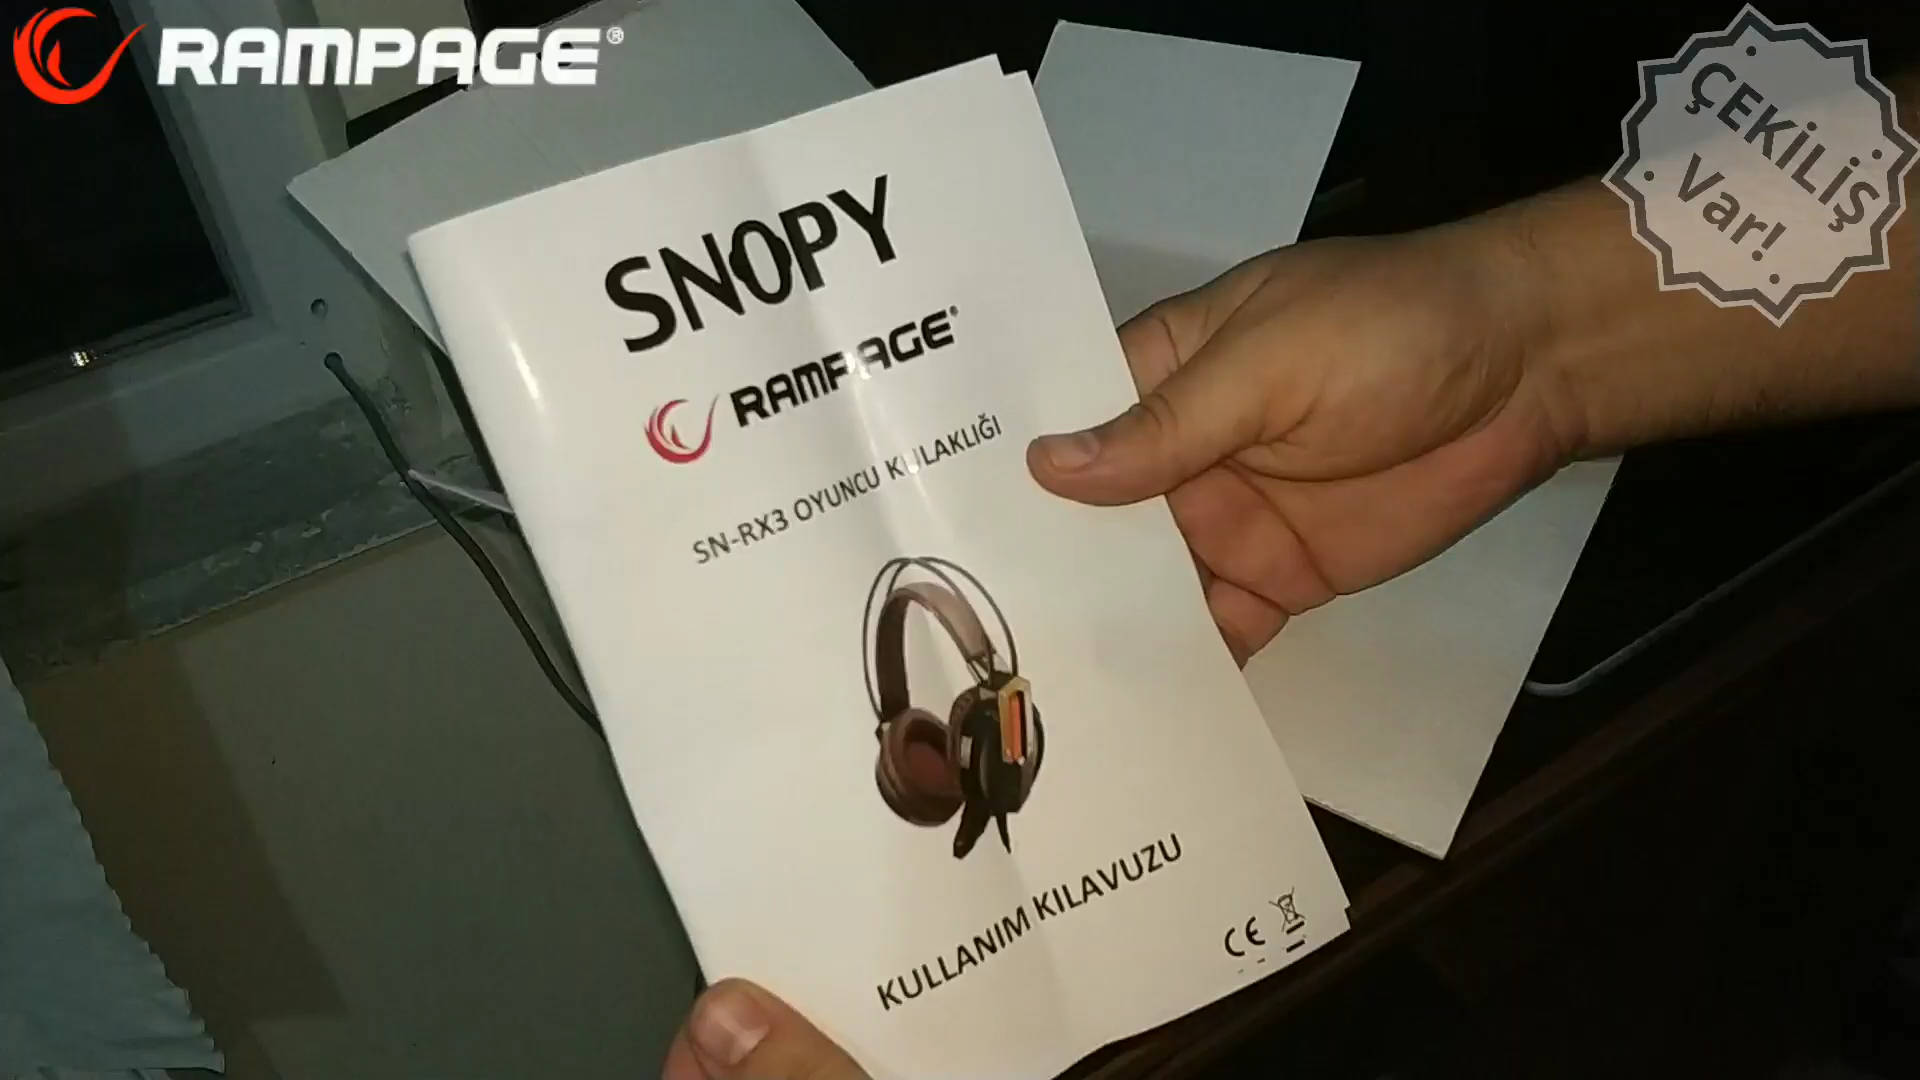 RAMPAGE®
ÇEKİLİŞ
Var!
SNOPY
RAMPAGE®
SN-RX3 OYUNCU KULAKLIĞI
KULLANIM KILAVUZU
CE